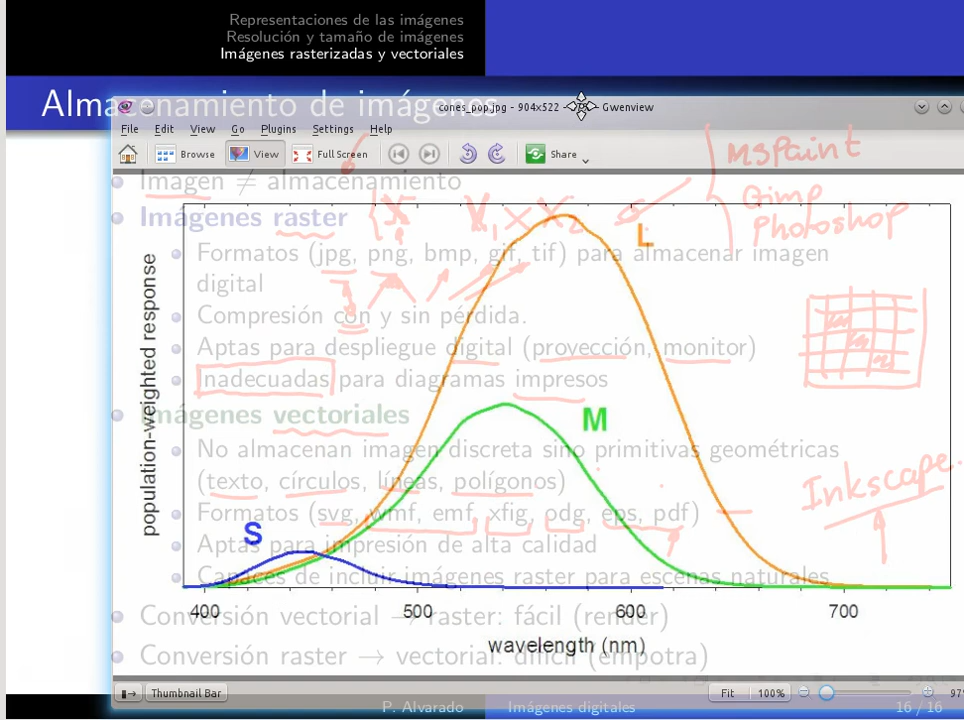 Representaciones de las imágenes
Resolución y tamaño de imágenes
Imágenes rasterizadas y vectoriales
Almacenamiento de imágenes
cones_pop.jpg - 904x522 - Gwenview
File Edit View Go Plugins Settings Help
Browse View Full Screen Share
MSPaint
Imagen ≠ almacenamiento
Gimp
Imágenes raster
Photoshop
L
Formatos (jpg, png, bmp, gif, tif) para almacenar imagen
digital
Compresión con y sin pérdida.
Aptas para despliegue digital (proyección, monitor)
Inadecuadas para diagramas impresos
Imágenes vectoriales
M
No almacenan imagen discreta sino primitivas geométricas
(texto, círculos, líneas, polígonos)
Inkscape
Formatos (svg, wmf, emf, xfig, odg, eps, pdf)
S
Aptas para impresión de alta calidad
Capaces de incluir imágenes raster para escenas naturales
population-weighted response
400 500 600 700
Conversión vectorial → raster: fácil (render)
wavelength (nm)
Conversión raster → vectorial: difícil (empotra)
Thumbnail Bar Fit 100% 97
P. Alvarado Imágenes digitales 16 / 16